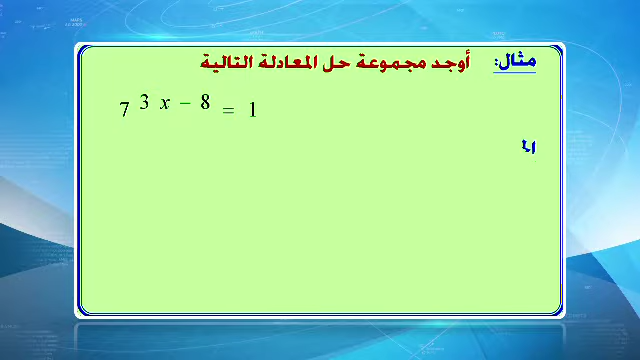 مثال: أوجد مجموعة حل المعادلة التالية
7^{3x-8} = 1